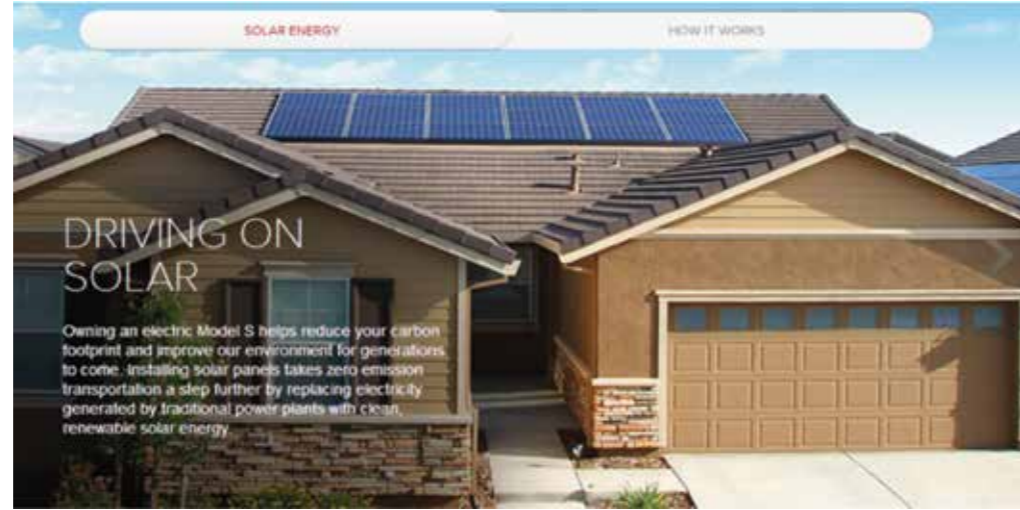 SOLAR ENERGY
HOW IT WORKS
DRIVING ON
SOLAR
Owning an electric Model S helps reduce your carbon
footprint and improve our environment for generations
to come. Installing solar panels takes zero emission
transportation a step further by replacing electricity
generated by traditional power plants with clean,
renewable solar energy.